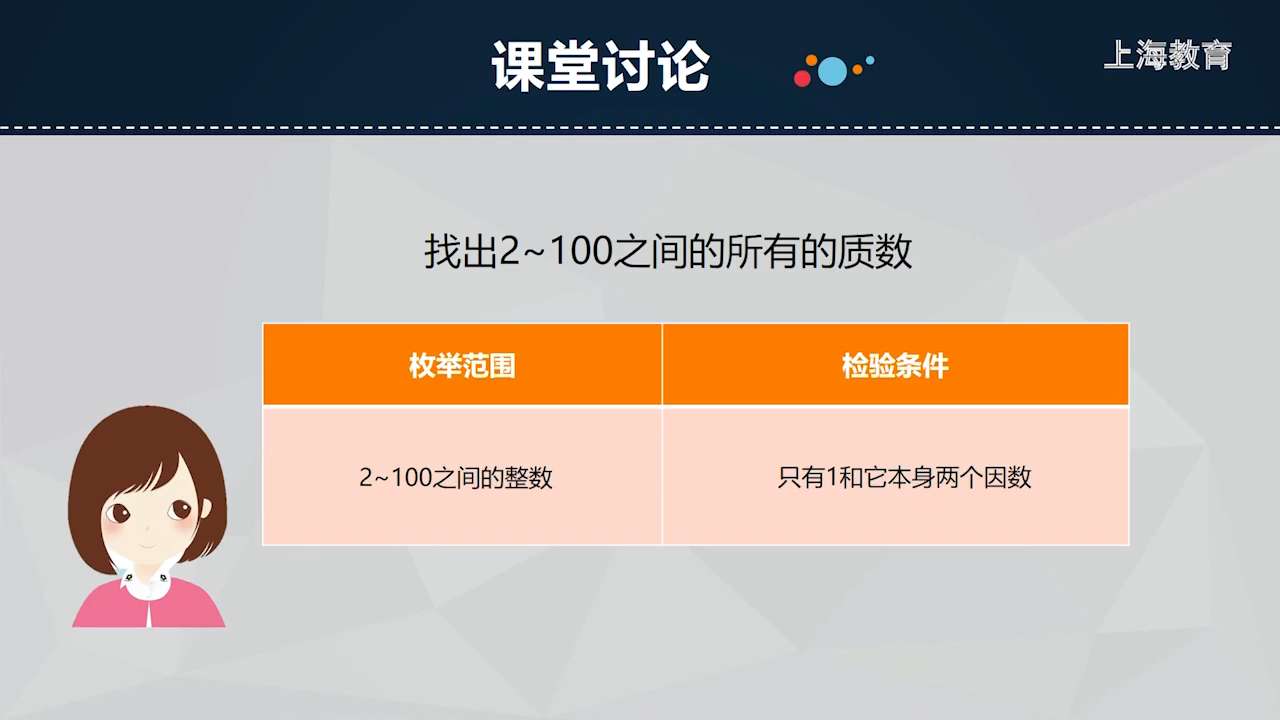 课堂讨论
上海教育
找出2~100之间的所有的质数
枚举范围
检验条件
2~100之间的整数
只有1和它本身两个因数